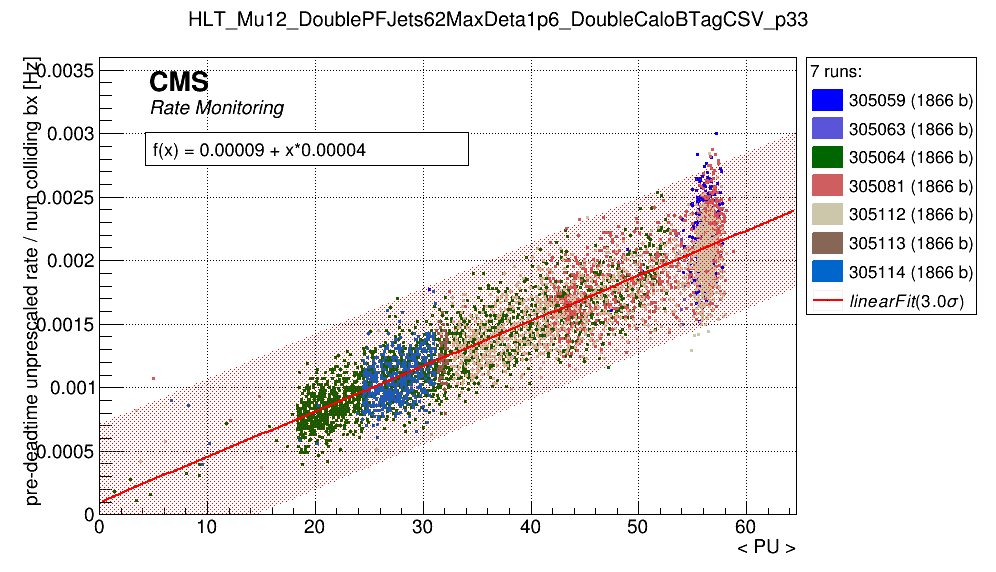 HLT_Mu12_DoublePFJets62MaxDeta1p6_DoubleCaloBTagCSV_p33
pre-deadtime unprescaled rate / num colliding bx [Hz]
CMS
Rate Monitoring
f(x) = 0.00009 + x*0.00004
0.0035
0.003
0.0025
0.002
0.0015
0.001
0.0005
0
0 10 20 30 40 50 60
< PU >
7 runs:
305059 (1866 b)
305063 (1866 b)
305064 (1866 b)
305081 (1866 b)
305112 (1866 b)
305113 (1866 b)
305114 (1866 b)
linearFit(3.0σ)